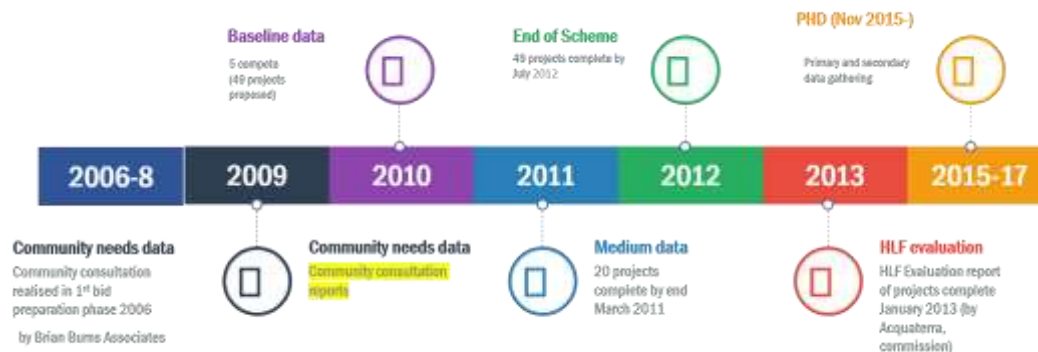 Baseline data
5 compete
(49 projects
proposed)
End of Scheme
49 projects complete by
July 2012
PHD (Nov 2015-)
Primary and secondary
data gathering
2006-8
2009
2010
2011
2012
2013
2015-17
Community needs data
Community consultation
realised in 1st bid
preparation phase 2006
by Brian Burns Associates
Community needs data
Community consultation
reports
Medium data
20 projects
complete by end
March 2011
HLF evaluation
HLF Evaluation report
of projects complete
January 2013 (by
Acquaterra,
commission)